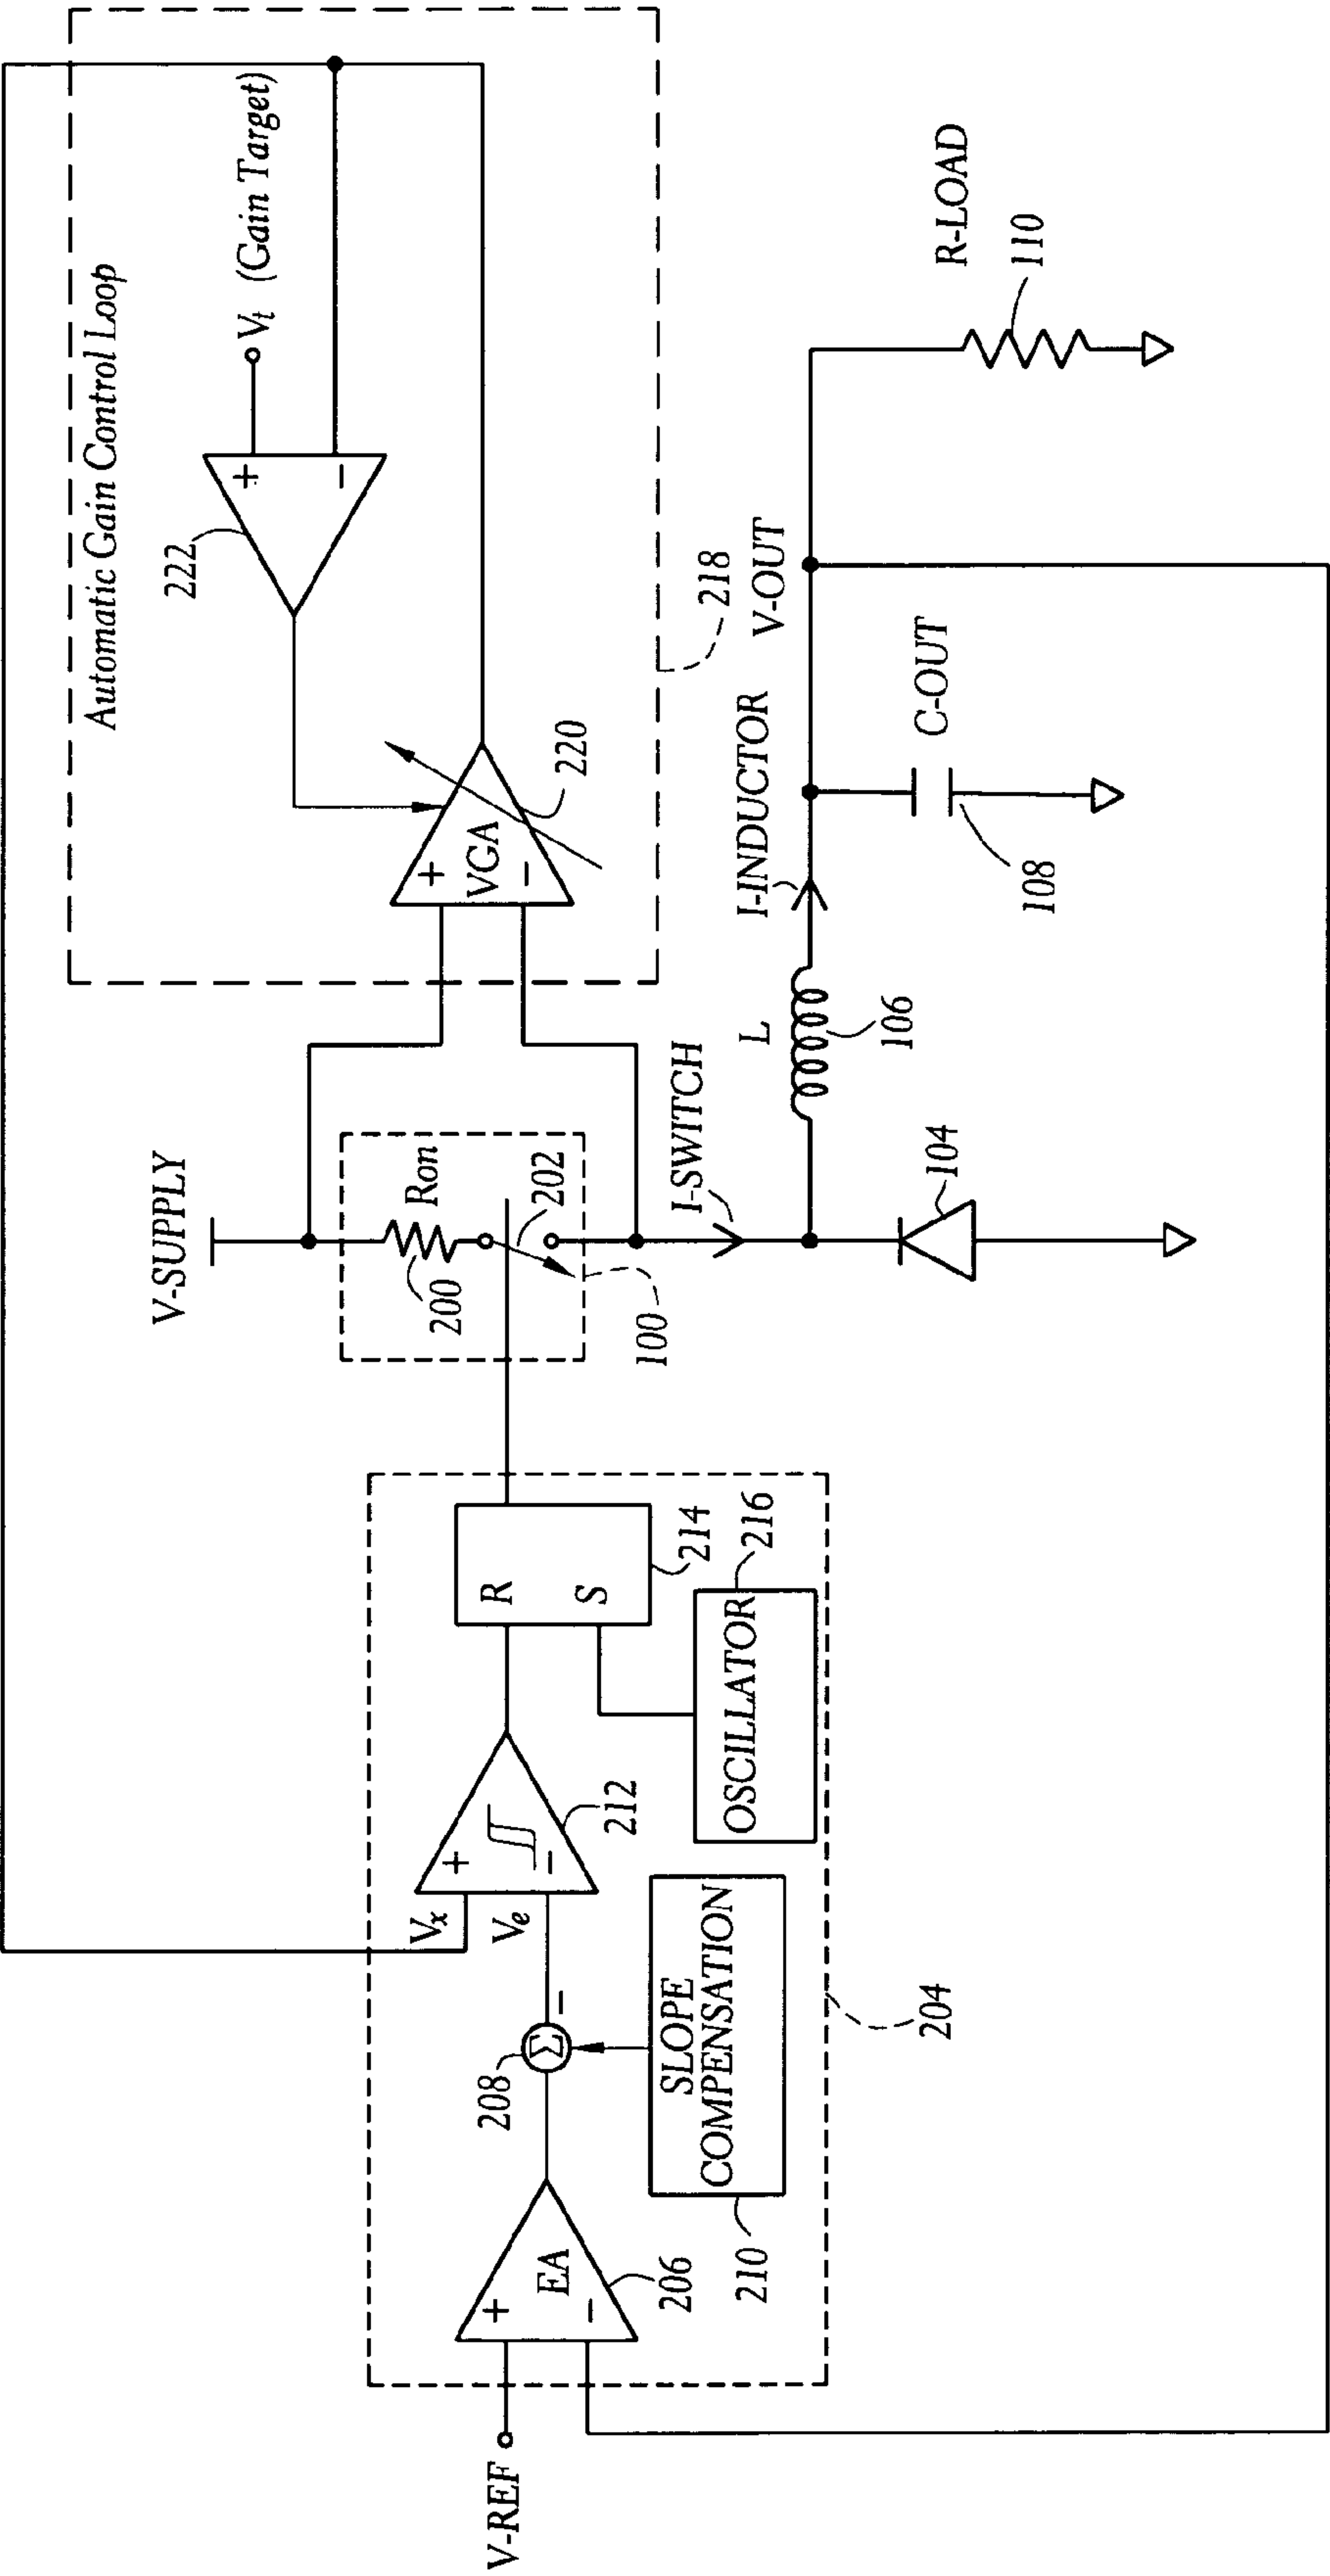 Automatic Gain Control Loop
Vt (Gain Target)
+
−
222
VGA
+
−
220
218
V-SUPPLY
Ron
200
202
100
I-SWITCH
L
106
I-INDUCTOR
V-OUT
C-OUT
108
R-LOAD
110
104
V-REF
+
−
EA
206
Σ
−
208
SLOPE
COMPENSATION
210
Vx
Ve
+
−
212
R
S
214
OSCILLATOR
216
204